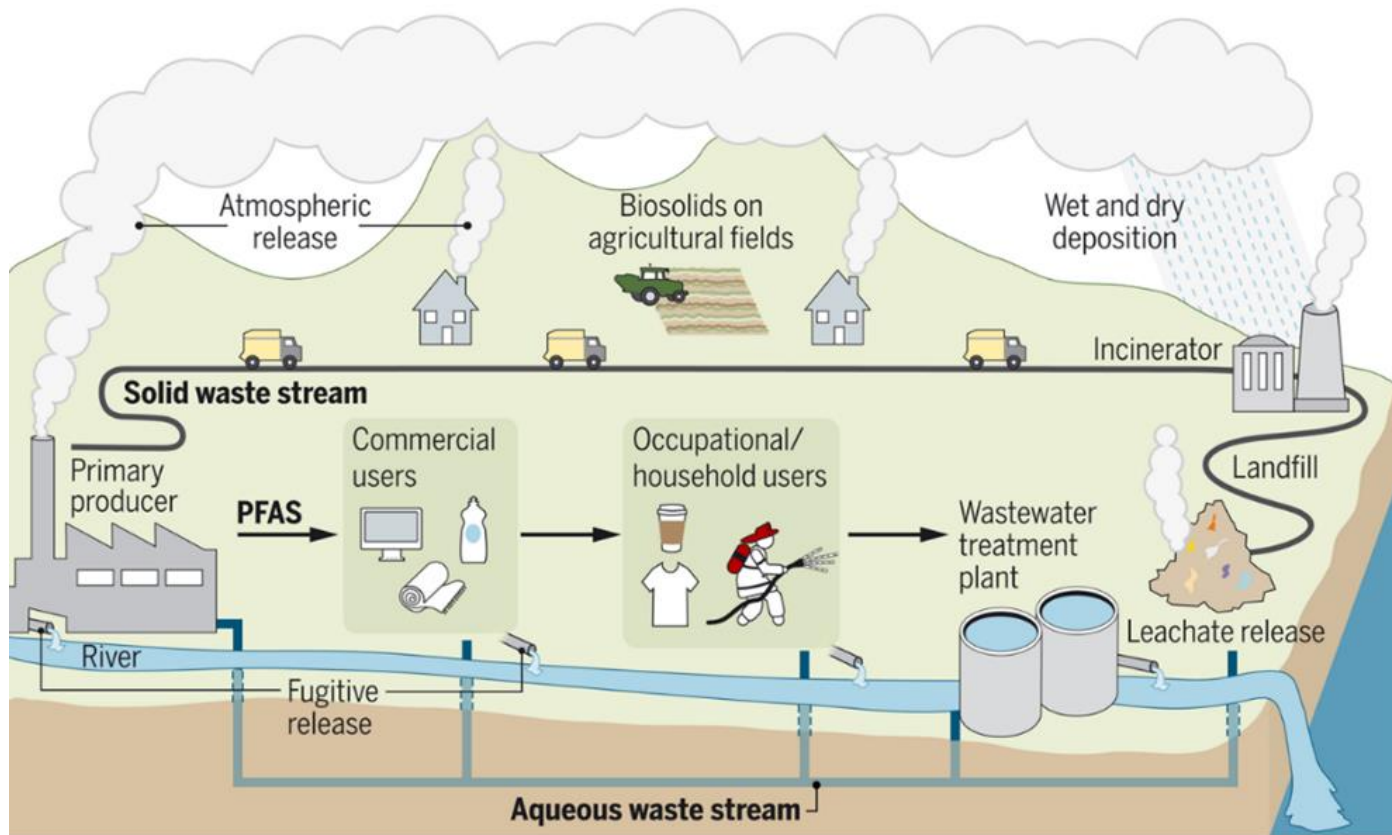 Atmospheric
release
Biosolids on
agricultural fields
Wet and dry
deposition
Incinerator
Solid waste stream
Primary
producer
PFAS
Commercial
users
Occupational/
household users
Wastewater
treatment
plant
Landfill
Leachate release
River
Fugitive
release
Aqueous waste stream